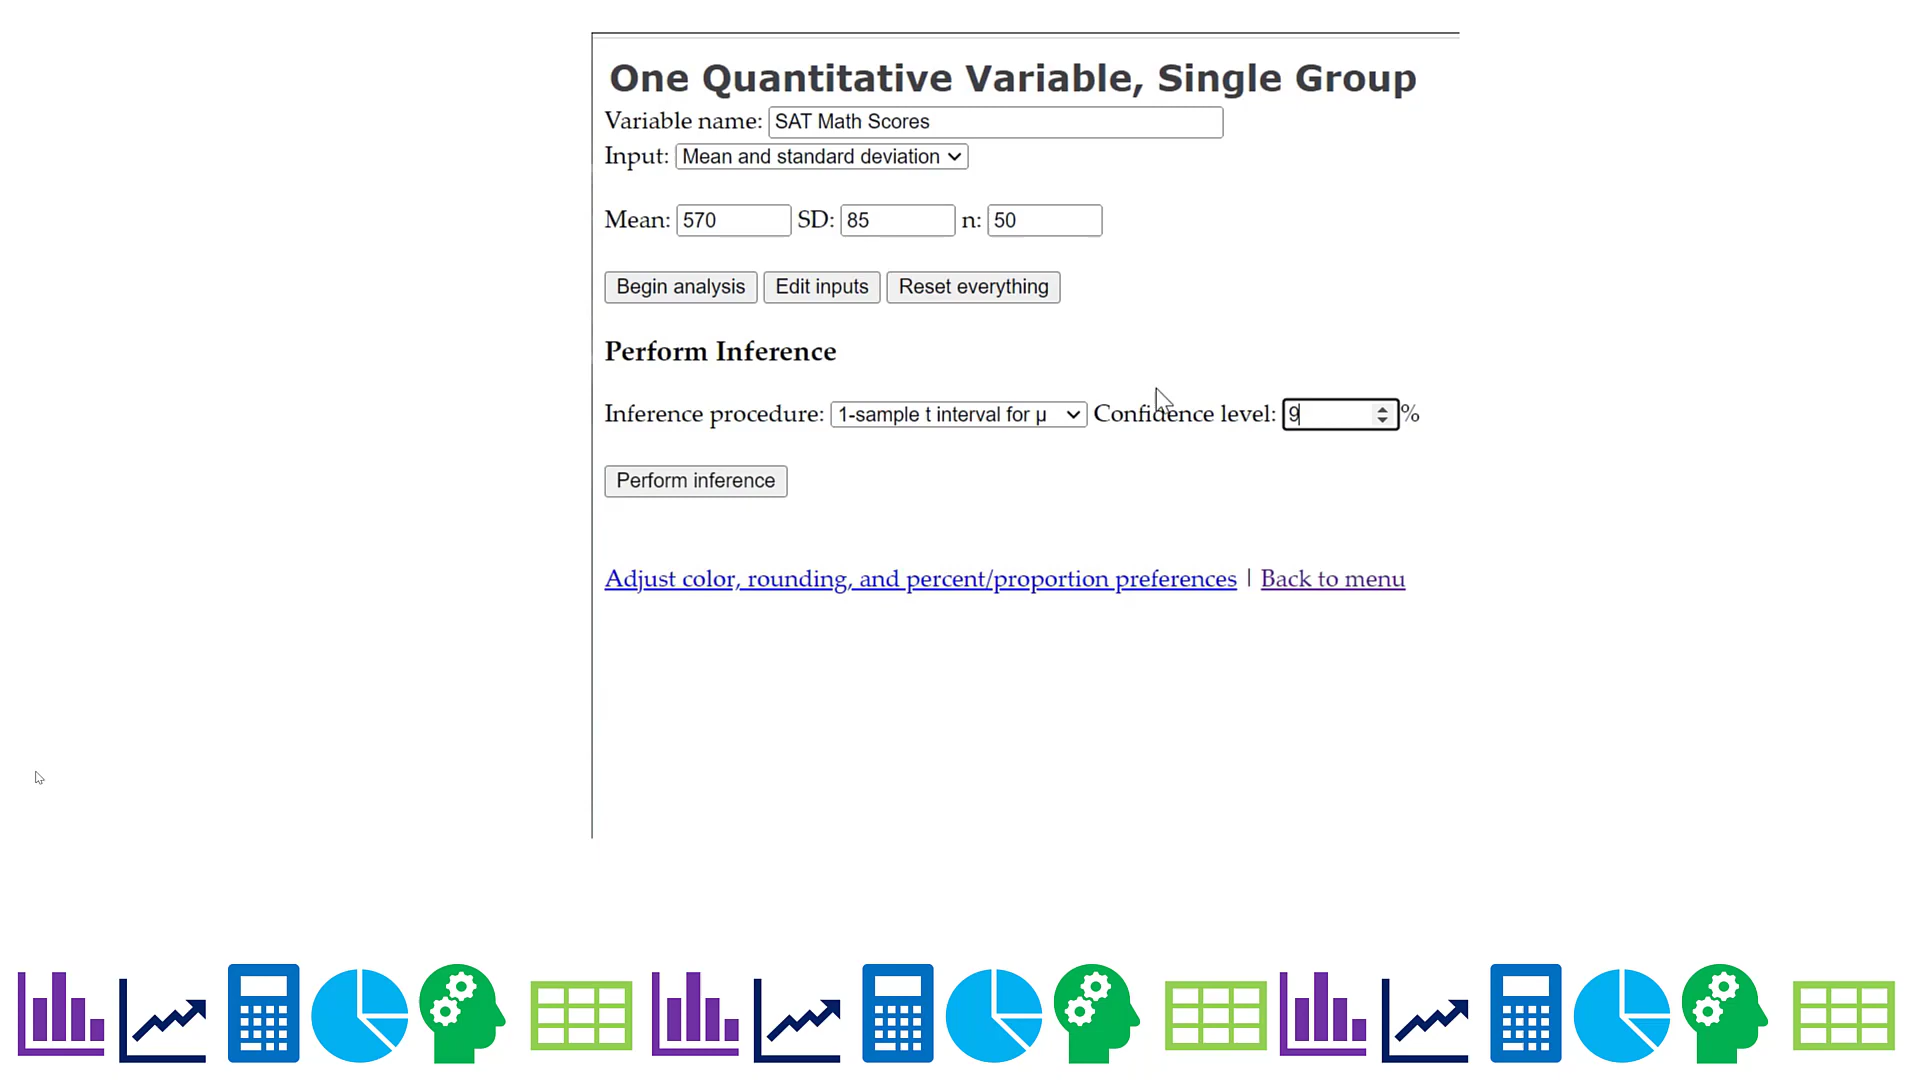 One Quantitative Variable, Single Group
Variable name: SAT Math Scores
Input: Mean and standard deviation
Mean: 570 SD: 85 n: 50
Begin analysis Edit inputs Reset everything
Perform Inference
Inference procedure: 1-sample t interval for μ Confidence level: 9 %
Perform inference
Adjust color, rounding, and percent/proportion preferences | Back to menu